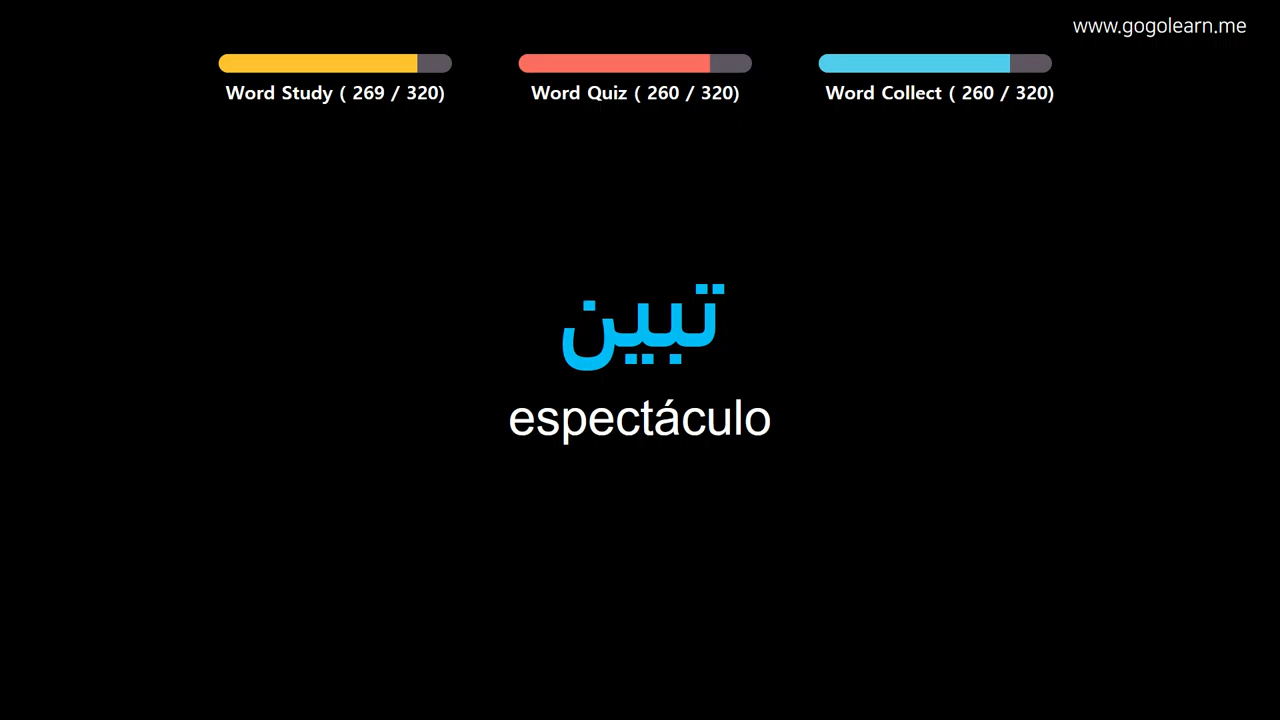 www.gogolearn.me
Word Study ( 269 / 320)
Word Quiz ( 260 / 320)
Word Collect ( 260 / 320)
تبين
espectáculo